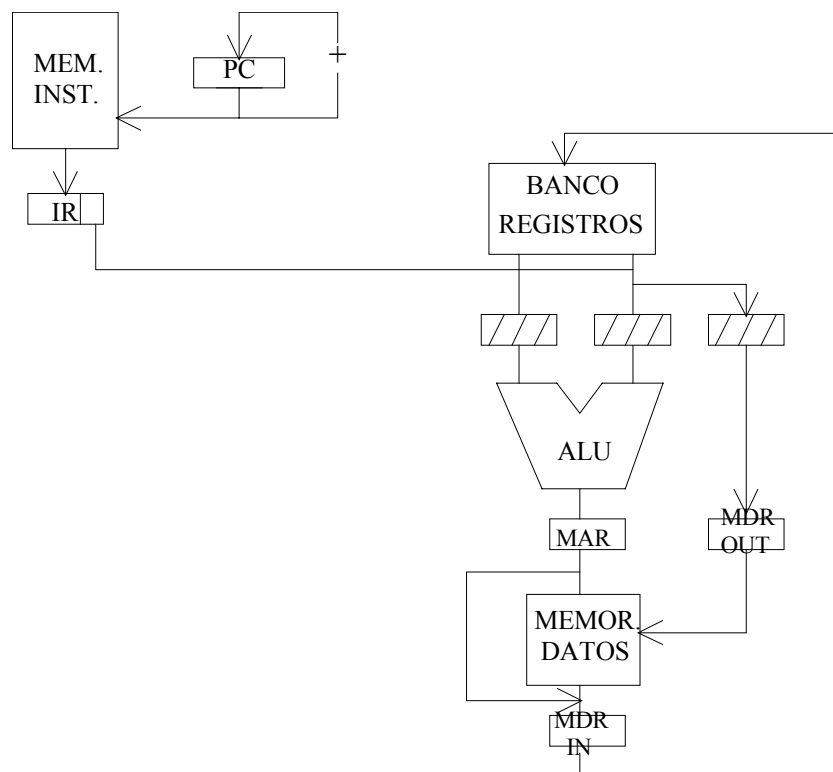 MEM.
INST.
PC
+
IR
BANCO
REGISTROS
ALU
MAR
MDR
OUT
MEMOR.
DATOS
MDR
IN